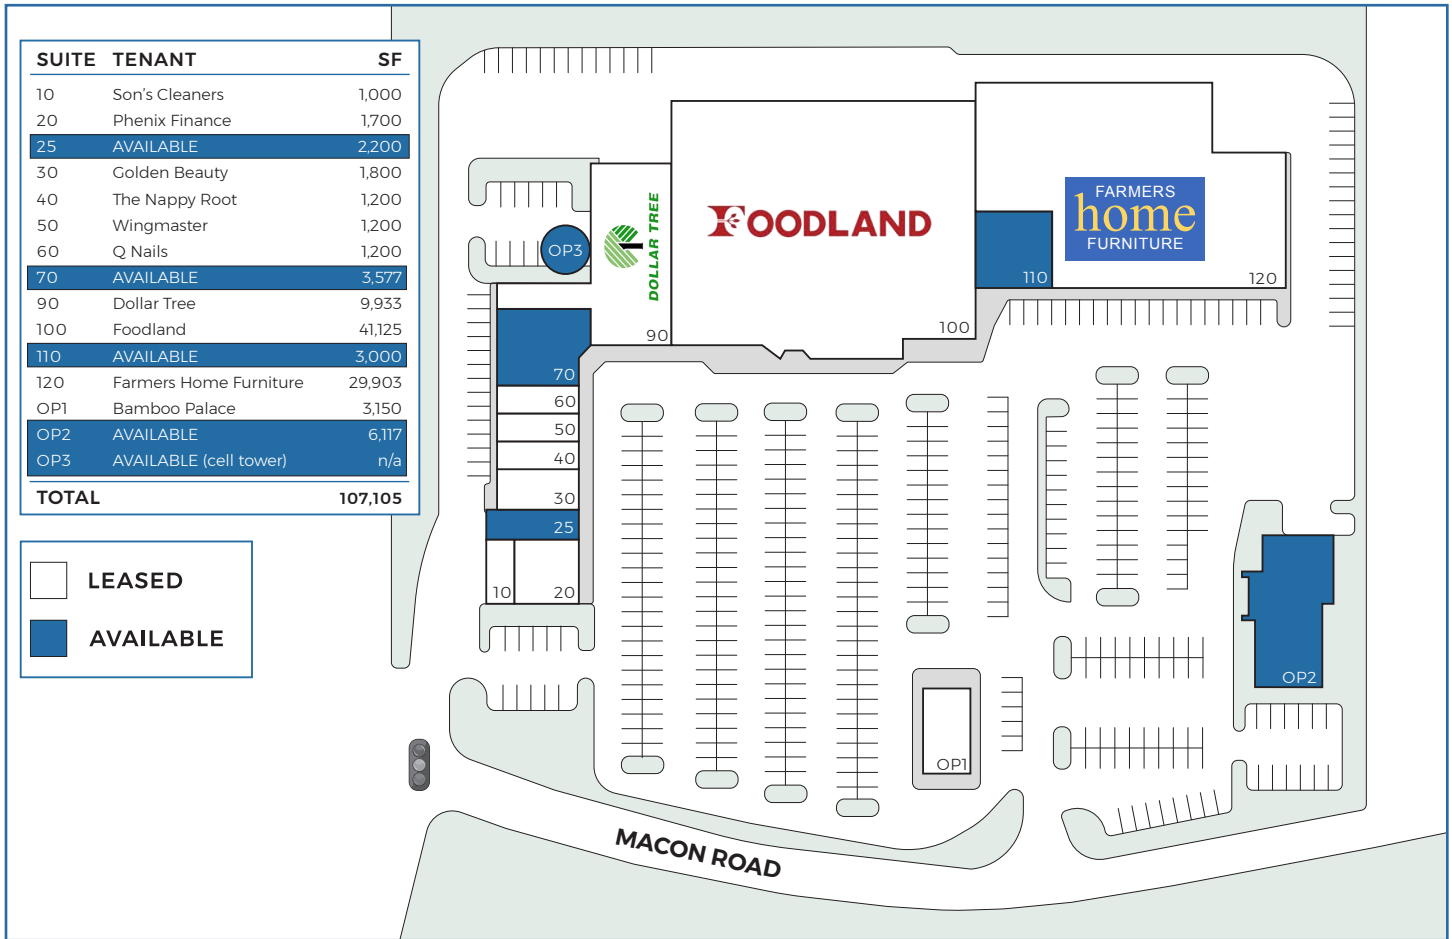 SUITE TENANT SF
10 Son's Cleaners 1,000
20 Phenix Finance 1,700
25 AVAILABLE 2,200
30 Golden Beauty 1,800
40 The Nappy Root 1,200
50 Wingmaster 1,200
60 Q Nails 1,200
70 AVAILABLE 3,577
90 Dollar Tree 9,933
100 Foodland 41,125
110 AVAILABLE 3,000
120 Farmers Home Furniture 29,903
OP1 Bamboo Palace 3,150
OP2 AVAILABLE 6,117
OP3 AVAILABLE (cell tower) n/a
TOTAL 107,105
LEASED
AVAILABLE
OP3
DOLLAR TREE
90
FOODLAND
100
FARMERS
home
FURNITURE
110
120
70
60
50
40
30
25
10
20
OP1
OP2
MACON ROAD